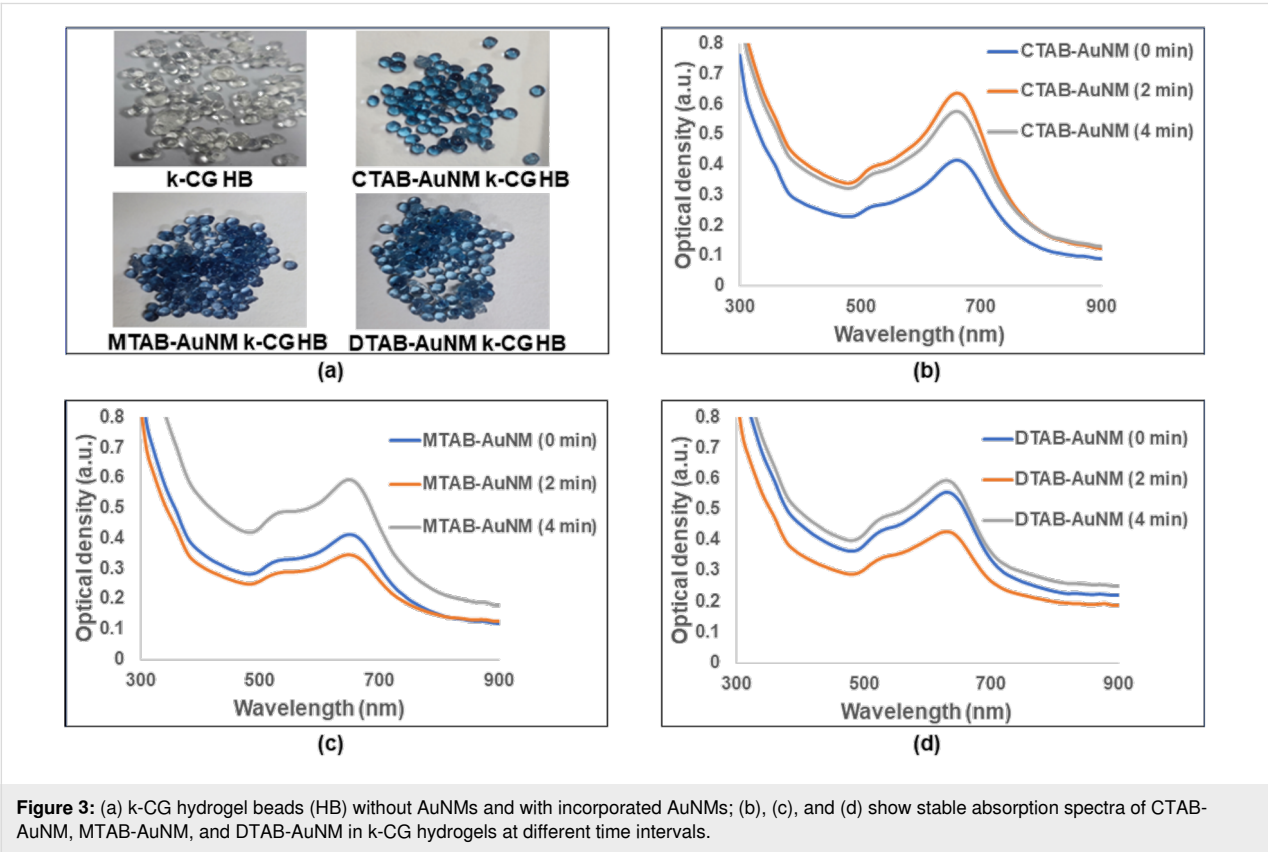 k-CG HB
CTAB-AuNM k-CGHB
MTAB-AuNM k-CGHB
DTAB-AuNM k-CGHB
(a)
0.8
0.7
0.6
0.5
0.4
0.3
0.2
0.1
0
Optical density (a.u.)
CTAB-AuNM (0 min)
CTAB-AuNM (2 min)
CTAB-AuNM (4 min)
300
500
700
900
Wavelength (nm)
(b)
0.8
0.7
0.6
0.5
0.4
0.3
0.2
0.1
0
Optical density (a.u.)
MTAB-AuNM (0 min)
MTAB-AuNM (2 min)
MTAB-AuNM (4 min)
300
500
700
900
Wavelength (nm)
(c)
0.8
0.7
0.6
0.5
0.4
0.3
0.2
0.1
0
Optical density (a.u.)
DTAB-AuNM (0 min)
DTAB-AuNM (2 min)
DTAB-AuNM (4 min)
300
500
700
900
Wavelength (nm)
(d)
Figure 3: (a) k-CG hydrogel beads (HB) without AuNMs and with incorporated AuNMs; (b), (c), and (d) show stable absorption spectra of CTAB-
AuNM, MTAB-AuNM, and DTAB-AuNM in k-CG hydrogels at different time intervals.